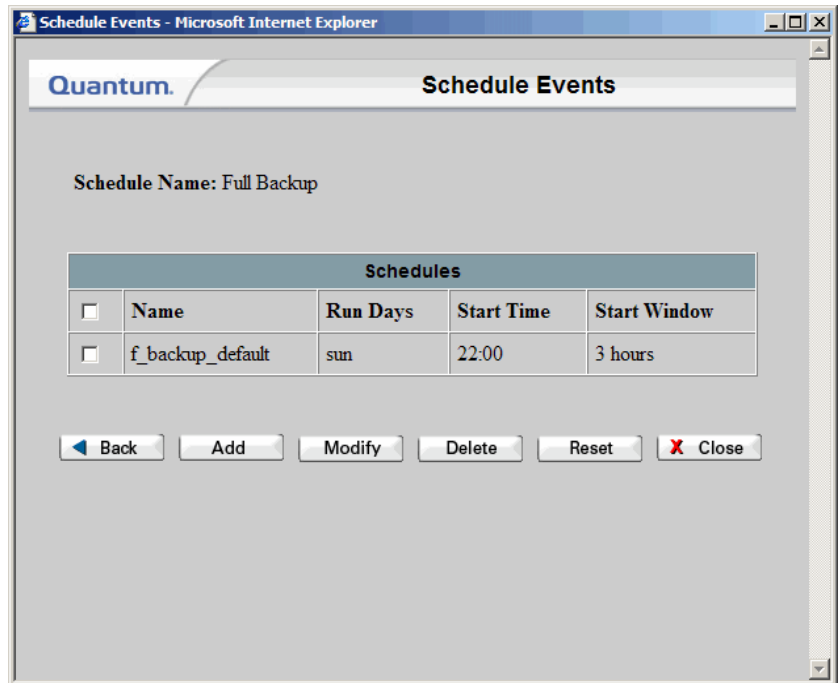 Schedule Events - Microsoft Internet Explorer
Quantum.
Schedule Events
Schedule Name: Full Backup
Schedules
Name Run Days Start Time Start Window
f_backup_default sun 22:00 3 hours
Back Add Modify Delete Reset X Close